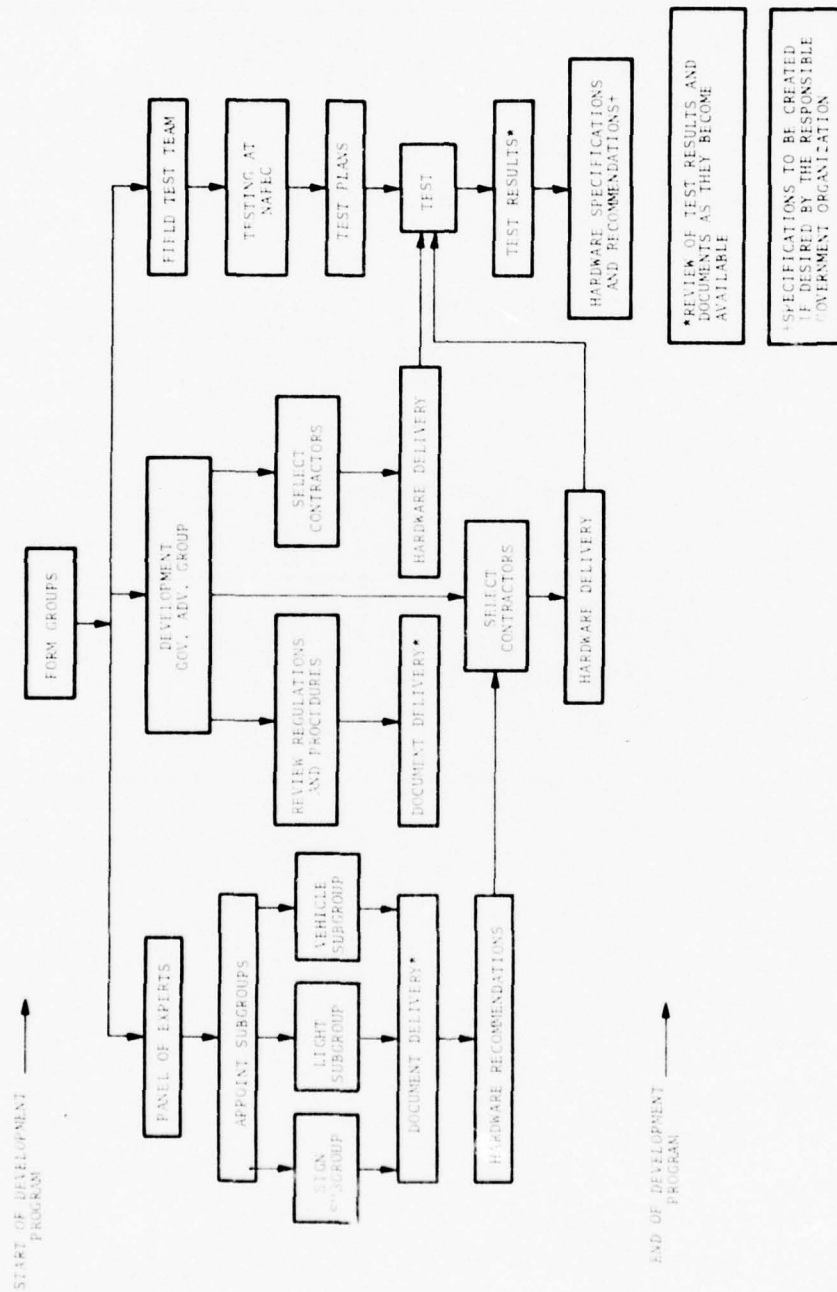 START OF DEVELOPMENT
PROGRAM
FORM GROUPS
PANEL OF EXPERTS
DEVELOPMENT
GOV. ADV. GROUP
FIELD TEST TEAM
APPOINT SUBGROUPS
TESTING AT
NAFEC
SIGN
LIGHT
SUBGROUP
VEHICLE
SUBGROUP
REVIEW REGULATIONS
AND PROCIDURES
SELECT
CONTRACTORS
TEST PLANS
DOCUMENT DELIVERY*
DOCUMENT DELIVERY*
HARDWARE DELIVERY
TEST
HARDWARE RECOMMENDATIONS
SELECT
CONTRACTORS
TEST RESULTS*
HARDWARE DELIVERY
HARDWARE SPECIFICATIONS
AND RECOMMENDATIONS+
END OF DEVELOPMENT
PROGRAM
*REVIEW OF TEST RESULTS AND
DOCUMENTS AS THEY BECOME
AVAILABLE
SPECIFICATIONS TO BE CREATED
IF DESIRED BY THE RESPONSIBLE
GOVERNMENT ORGANIZATION